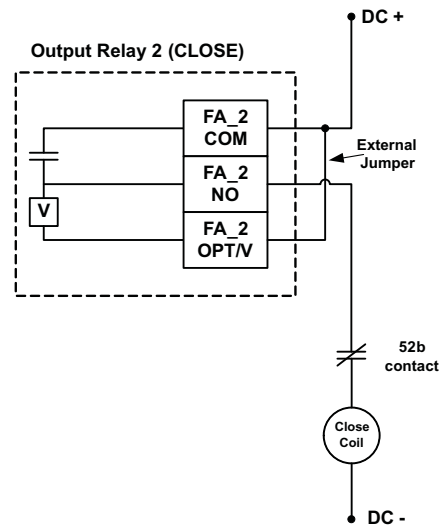 DC +
Output Relay 2 (CLOSE)
FA_2
COM
External
Jumper
FA_2
NO
V
FA_2
OPT/V
52b
contact
Close
Coil
DC -